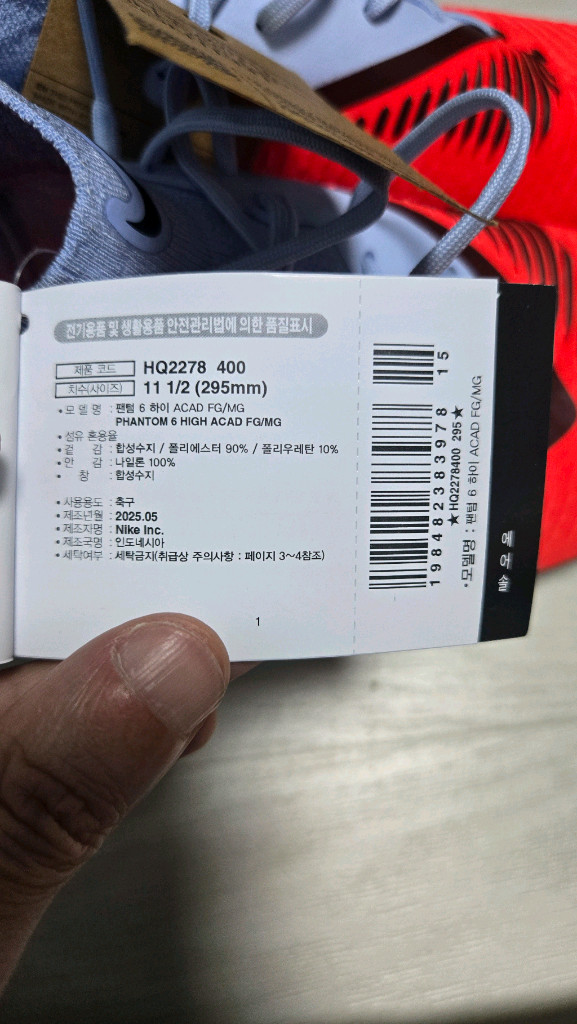 전기용품 및 생활용품 안전관리법에 의한 품질표시
제품 코드 HQ2278 400
치수(사이즈) 11 1/2 (295mm)
• 모 델 명 : 팬텀 6 하이 ACAD FG/MG
PHANTOM 6 HIGH ACAD FG/MG
• 섬유 혼용율
• 겉 감 : 합성수지 / 폴리에스터 90% / 폴리우레탄 10%
• 안 감 : 나일론 100%
• 창 : 합성수지
• 사용용도 : 축구
• 제조년월 : 2025.05
• 제조자명 : Nike Inc.
• 제조국명 : 인도네시아
• 세탁여부 : 세탁금지(취급상 주의사항 : 페이지 3~4참조)
1
15
198482383978
★HQ2278400 295★
•모델명 : 팬텀 6 하이 ACAD FG/MG
에어솔